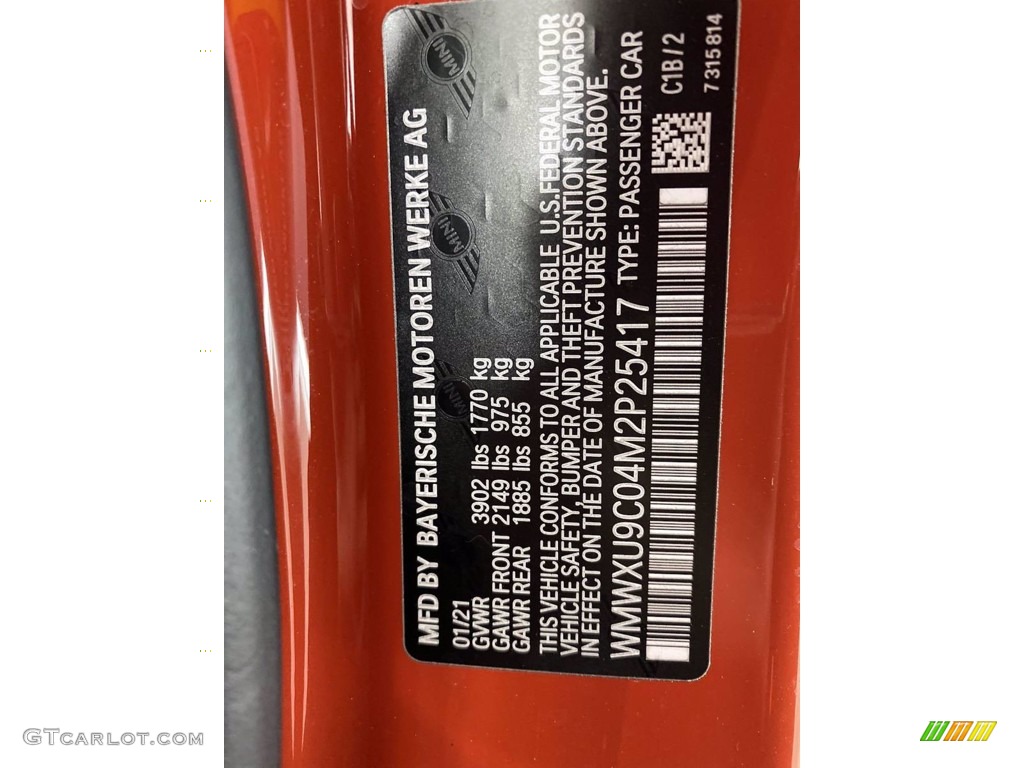 MFD BY BAYERISCHE MOTOREN WERKE AG
01/21
GVWR 3902 lbs 1770 kg
GAWR FRONT 2149 lbs 975 kg
GAWR REAR 1885 lbs 855 kg
THIS VEHICLE CONFORMS TO ALL APPLICABLE U.S.FEDERAL MOTOR
VEHICLE SAFETY, BUMPER AND THEFT PREVENTION STANDARDS
IN EFFECT ON THE DATE OF MANUFACTURE SHOWN ABOVE.
WMWXU9C04M2P25417 TYPE: PASSENGER CAR
C1B/2
7 315 814
MINI
MINI
GTcarlot.com